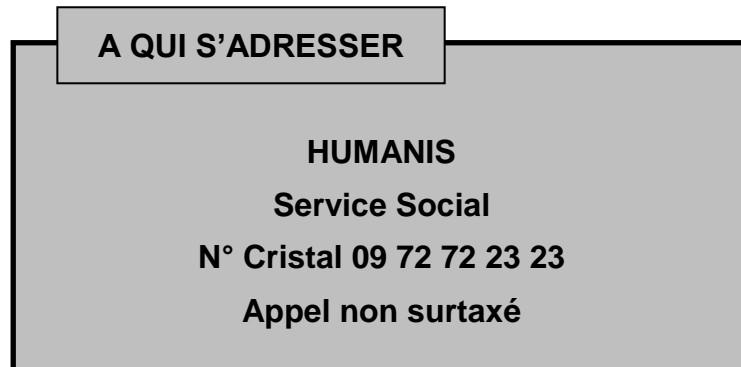 A QUI S’ADRESSER
HUMANIS
Service Social
N° Cristal 09 72 72 23 23
Appel non surtaxé